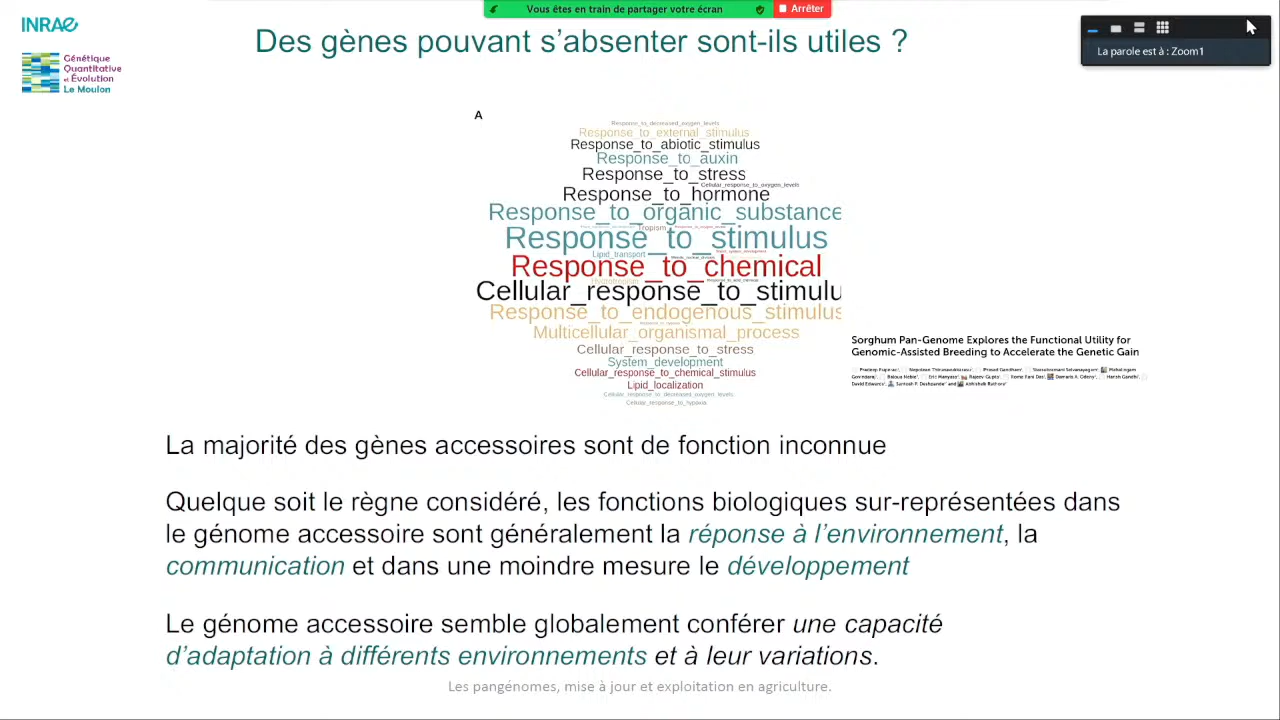 Vous êtes en train de partager votre écran
Arrêter
INRAE
Génétique
Quantitative
et Évolution
Le Moulon
Des gènes pouvant s’absenter sont-ils utiles ?
La parole est à : Zoom1
A
Response_to_decreased_oxygen_levels
Response_to_external_stimulus
Response_to_abiotic_stimulus
Response_to_auxin
Response_to_stress
Cellular_response_to_oxygen_levels
Response_to_hormone
Response_to_organic_substance
Tropism
Response_to_stimulus
Lipid_transport
Response_to_chemical
Cellular_response_to_stimulu
Response_to_endogenous_stimulus
Multicellular_organismal_process
Cellular_response_to_stress
System_development
Cellular_response_to_chemical_stimulus
Lipid_localization
Cellular_response_to_decreased_oxygen_levels
Cellular_response_to_hypoxia
Sorghum Pan-Genome Explores the Functional Utility for
Genomic-Assisted Breeding to Accelerate the Genetic Gain
La majorité des gènes accessoires sont de fonction inconnue
Quelque soit le règne considéré, les fonctions biologiques sur-représentées dans
le génome accessoire sont généralement la réponse à l’environnement, la
communication et dans une moindre mesure le développement
Le génome accessoire semble globalement conférer une capacité
d’adaptation à différents environnements et à leur variations.
Les pangénomes, mise à jour et exploitation en agriculture.